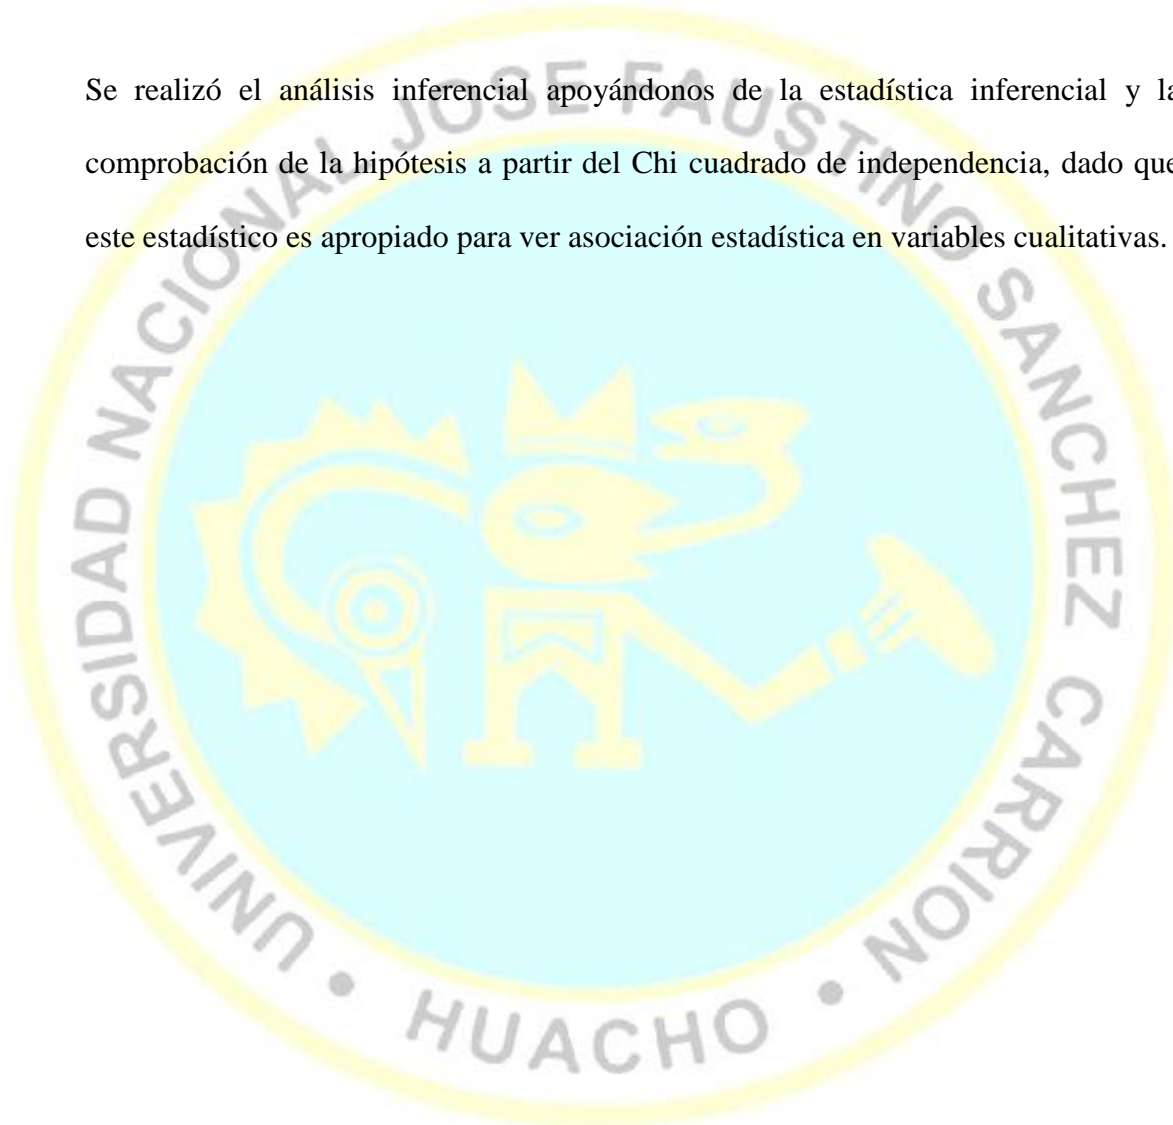 Se realizó el análisis inferencial apoyándonos de la estadística inferencial y la
comprobación de la hipótesis a partir del Chi cuadrado de independencia, dado que
este estadístico es apropiado para ver asociación estadística en variables cualitativas.
UNIVERSIDAD NACIONAL JOSE FAUSTINO SANCHEZ CARRION • HUACHO •